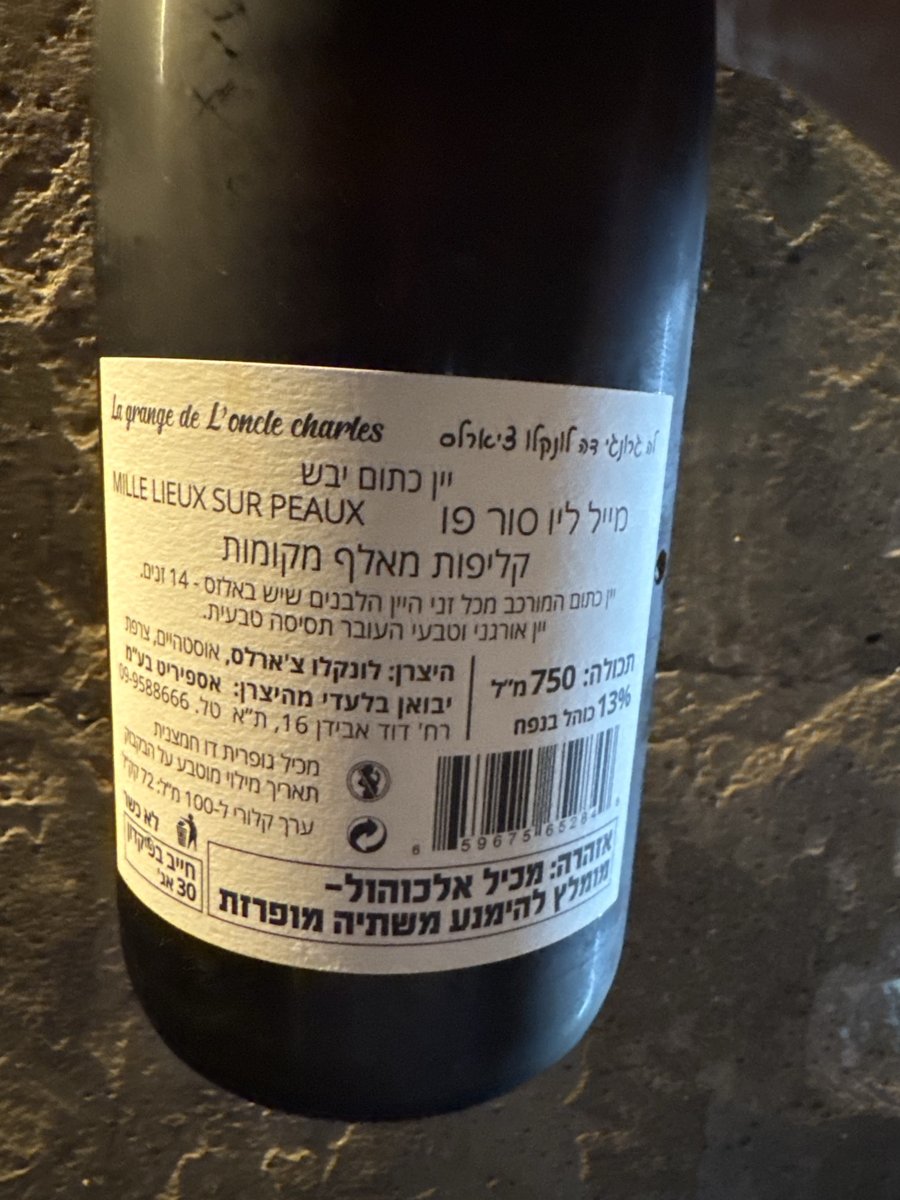 La grange de L'oncle charles
לה גרונג'י דה לונקלו ציארלס
יין כתום יבש
MILLE LIEUX SUR PEAUX
מייל ליו סור פו
קליפות מאלף מקומות
יין כתום המורכב מכל זני היין הלבנים שיש באלזס - 14 זנים.
יין אורגני וטבעי העובר תסיסה טבעית.
תכולה: 750 מ"ל
13% כוהל בנפח
היצרן: לונקלו צ'ארלס, אוסטהיים, צרפת
יבואן בלעדי מהיצרן: אספיריט בע"מ
רח' דוד אבידן 16, ת"א טל. 09-9588666
מכיל גופרית דו חמצנית
תאריך מילוי מוטבע על הבקבוק
ערך קלורי ל-100 מ"ל: 72 קק"ל
לא כשר
חייב בפיקדון
30 אג'
אזהרה: מכיל אלכוהול-
מומלץ להימנע משתיה מופרזת